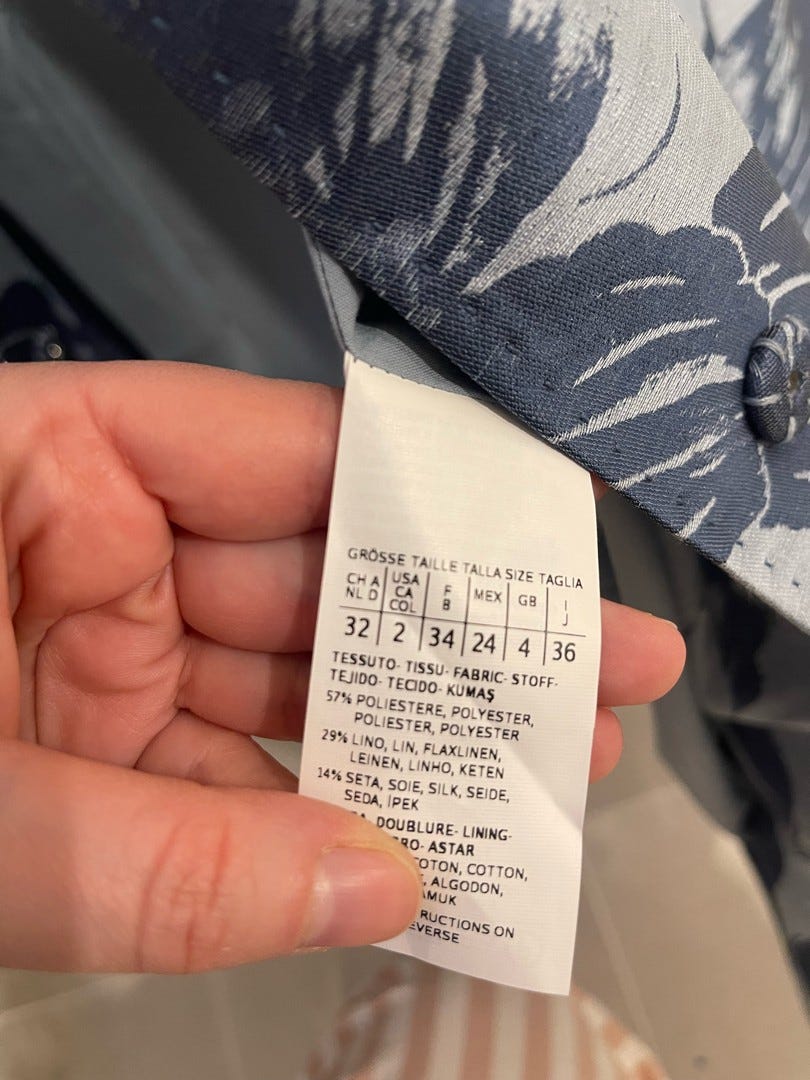 GRÖSSE TAILLE TALLA SIZE TAGLIA
CH A NL D | USA CA COL | F B | MEX | GB | I J
32 | 2 | 34 | 24 | 4 | 36
TESSUTO- TISSU- FABRIC- STOFF-
TEJIDO- TECIDO- KUMAŞ
57% POLIESTERE, POLYESTER,
POLIESTER, POLYESTER
29% LINO, LIN, FLAXLINEN,
LEINEN, LINHO, KETEN
14% SETA, SOIE, SILK, SEIDE,
SEDA, İPEK
DOUBLURE- LINING-
ASTAR
COTTON,
ALGODON,
ON